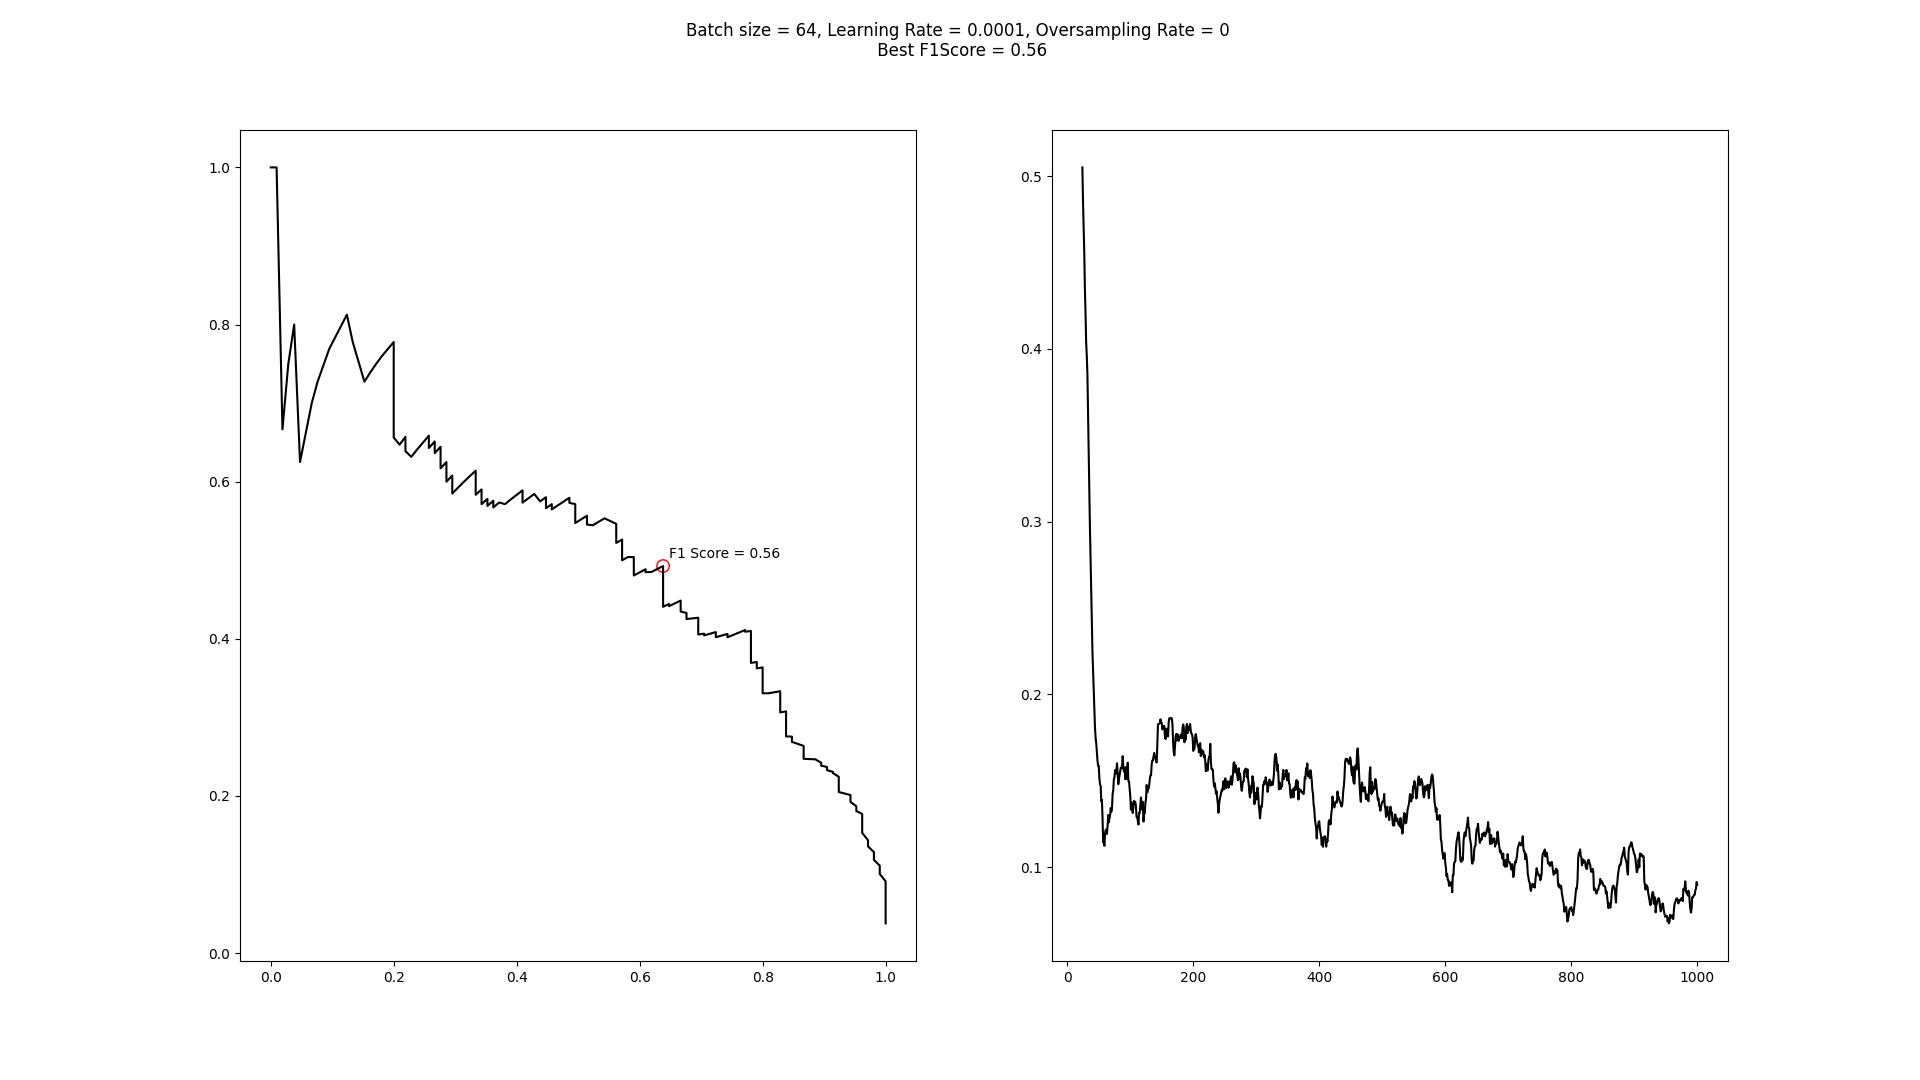 Batch size = 64, Learning Rate = 0.0001, Oversampling Rate = 0
Best F1Score = 0.56
1.0
0.8
0.6
0.4
0.2
0.0
F1 Score = 0.56
0.0 0.2 0.4 0.6 0.8 1.0
0.5
0.4
0.3
0.2
0.1
0 200 400 600 800 1000